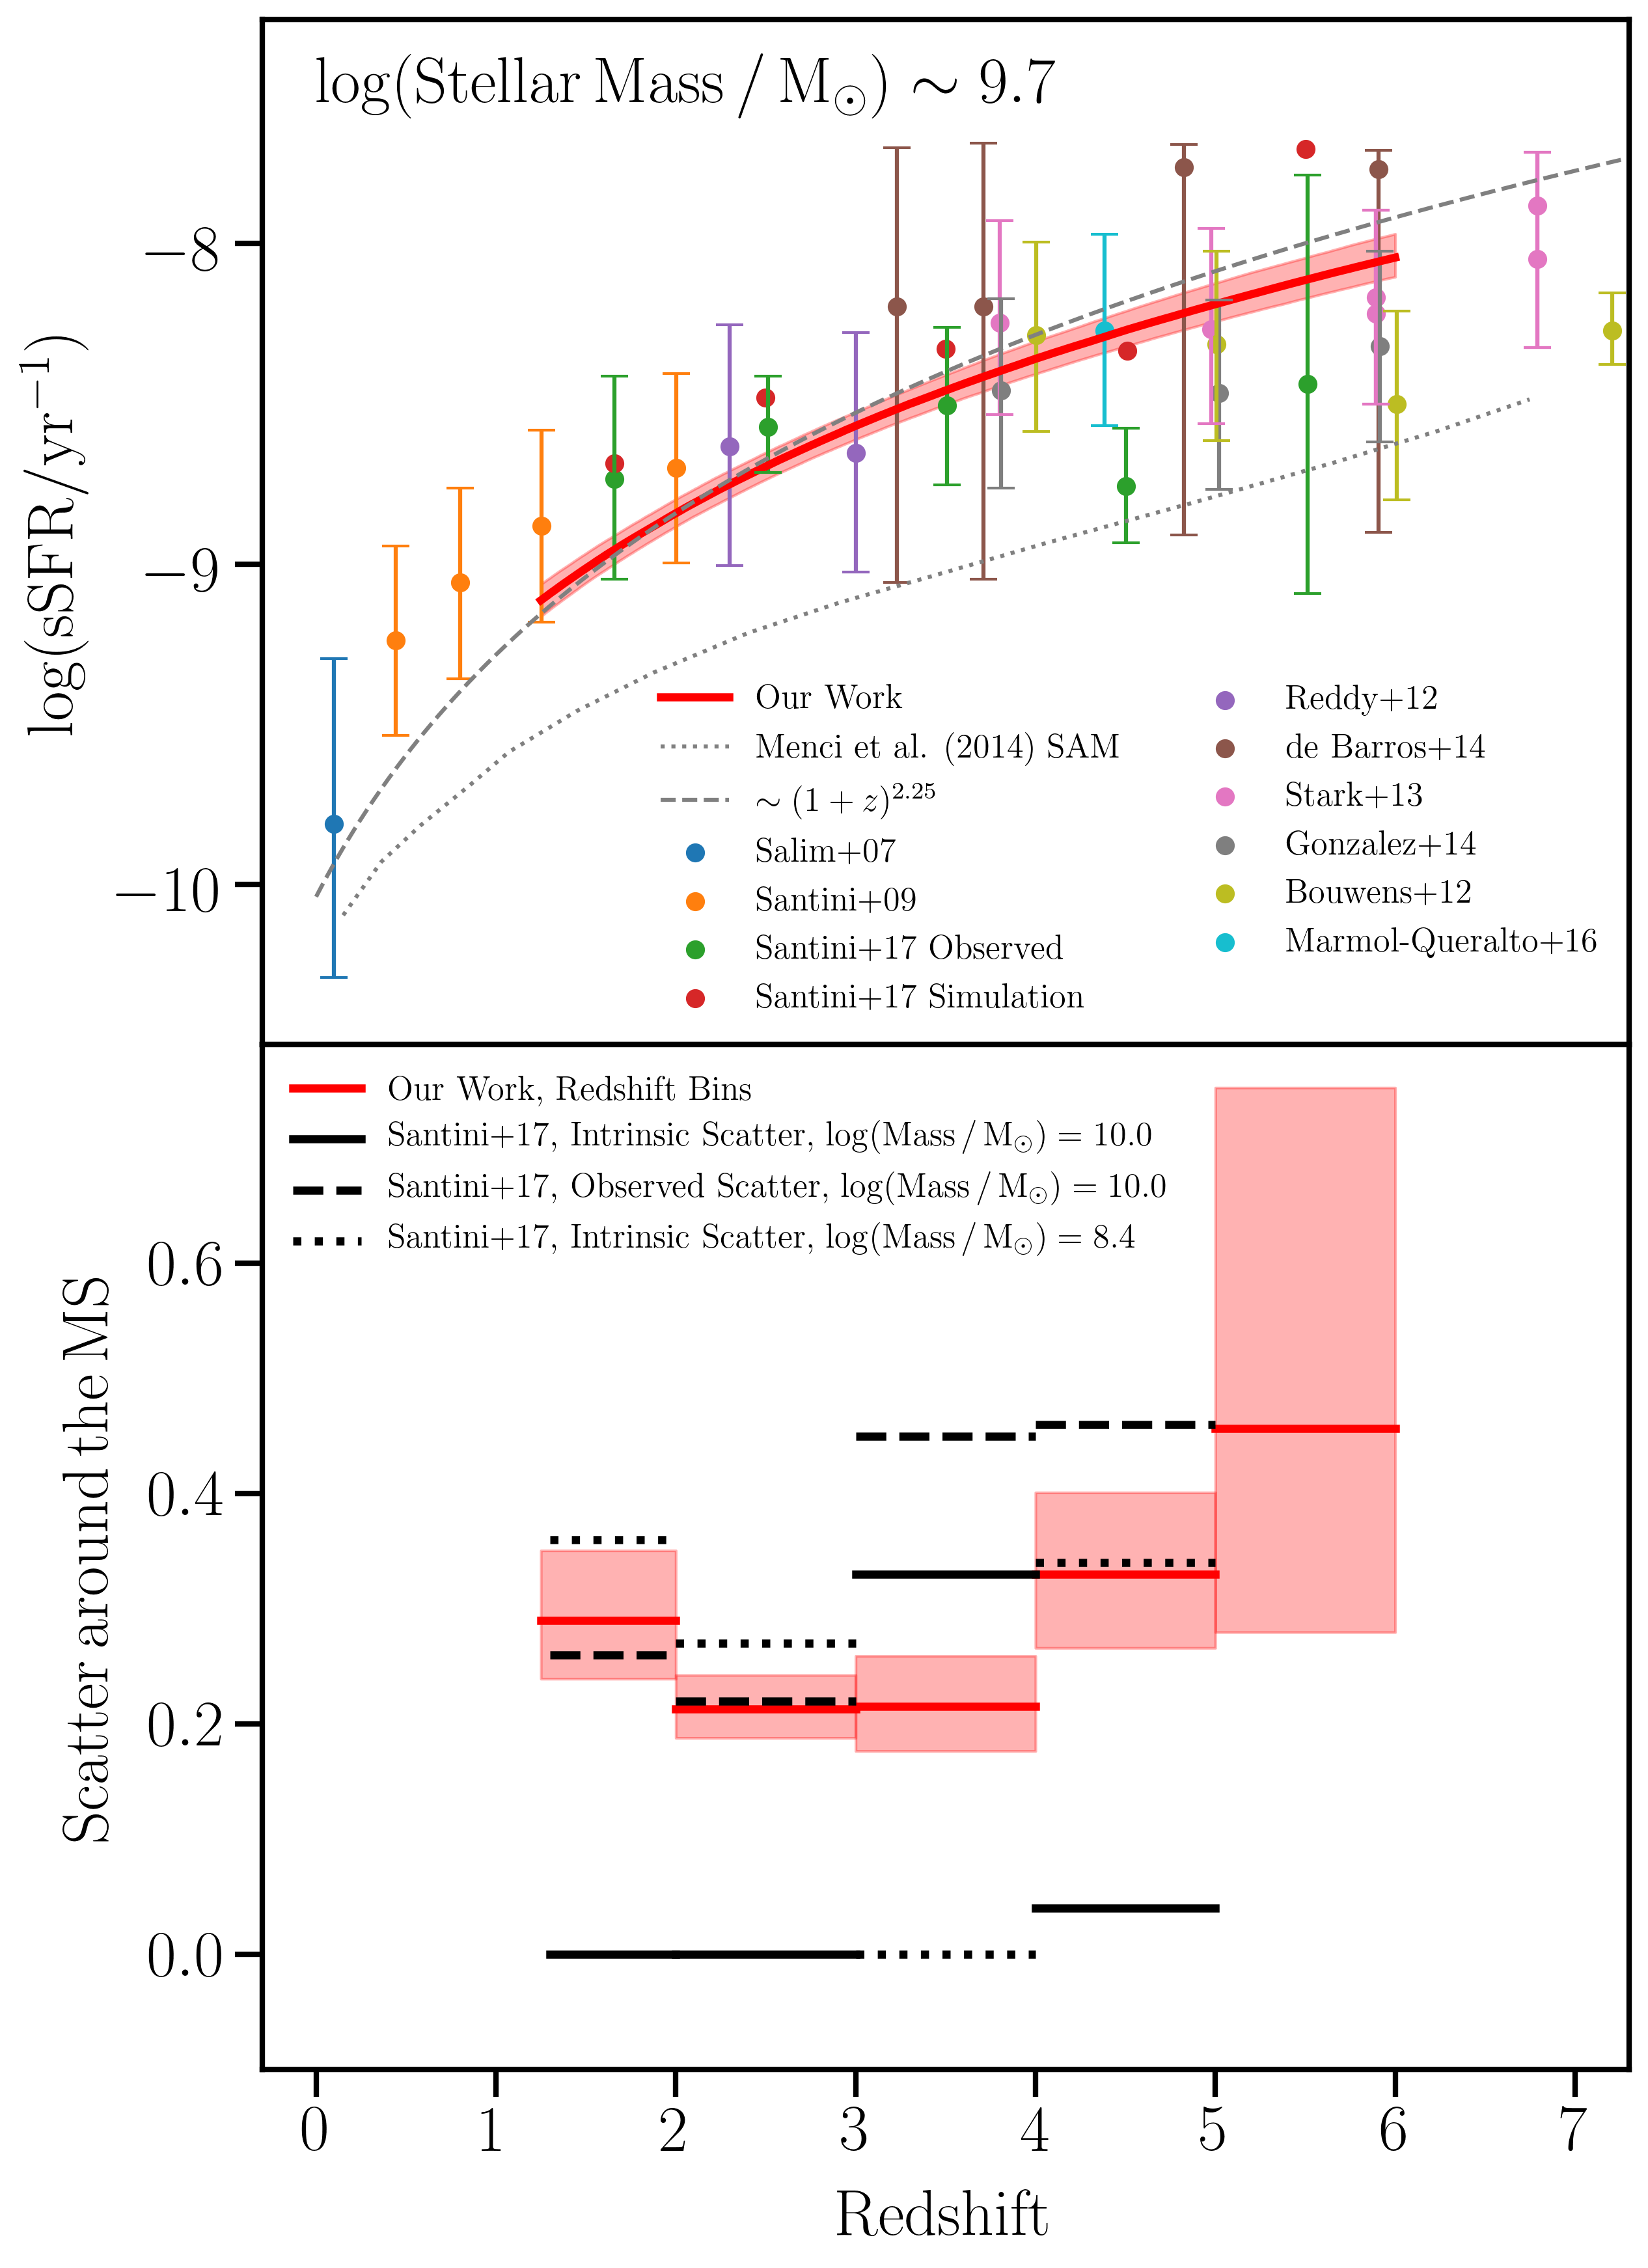 log(Stellar Mass / M⊙) ∼ 9.7
log(sSFR/yr⁻¹)
−8
−9
−10
Our Work
Menci et al. (2014) SAM
∼ (1 + z)^2.25
Salim+07
Santini+09
Santini+17 Observed
Santini+17 Simulation
Reddy+12
de Barros+14
Stark+13
Gonzalez+14
Bouwens+12
Marmol-Queralto+16
Our Work, Redshift Bins
Santini+17, Intrinsic Scatter, log(Mass / M⊙) = 10.0
Santini+17, Observed Scatter, log(Mass / M⊙) = 10.0
Santini+17, Intrinsic Scatter, log(Mass / M⊙) = 8.4
Scatter around the MS
0.6
0.4
0.2
0.0
0 1 2 3 4 5 6 7
Redshift